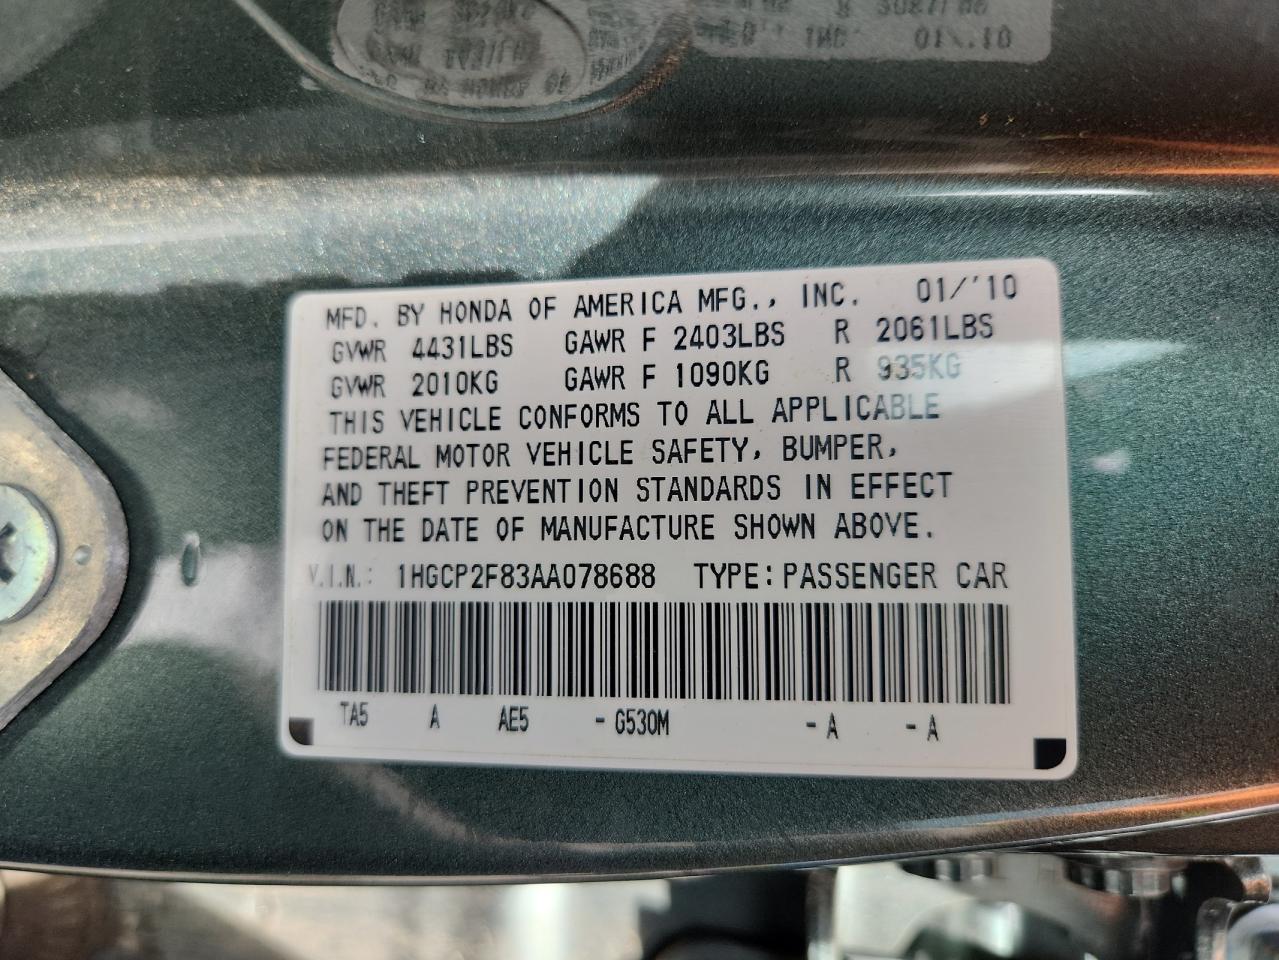 MFD. BY HONDA OF AMERICA MFG., INC. 01/'10
GVWR 4431LBS GAWR F 2403LBS R 2061LBS
GVWR 2010KG GAWR F 1090KG R 935KG
THIS VEHICLE CONFORMS TO ALL APPLICABLE
FEDERAL MOTOR VEHICLE SAFETY, BUMPER,
AND THEFT PREVENTION STANDARDS IN EFFECT
ON THE DATE OF MANUFACTURE SHOWN ABOVE.
V.I.N.: 1HGCP2F83AA078688 TYPE: PASSENGER CAR
TA5 A AE5 - G530M - A - A